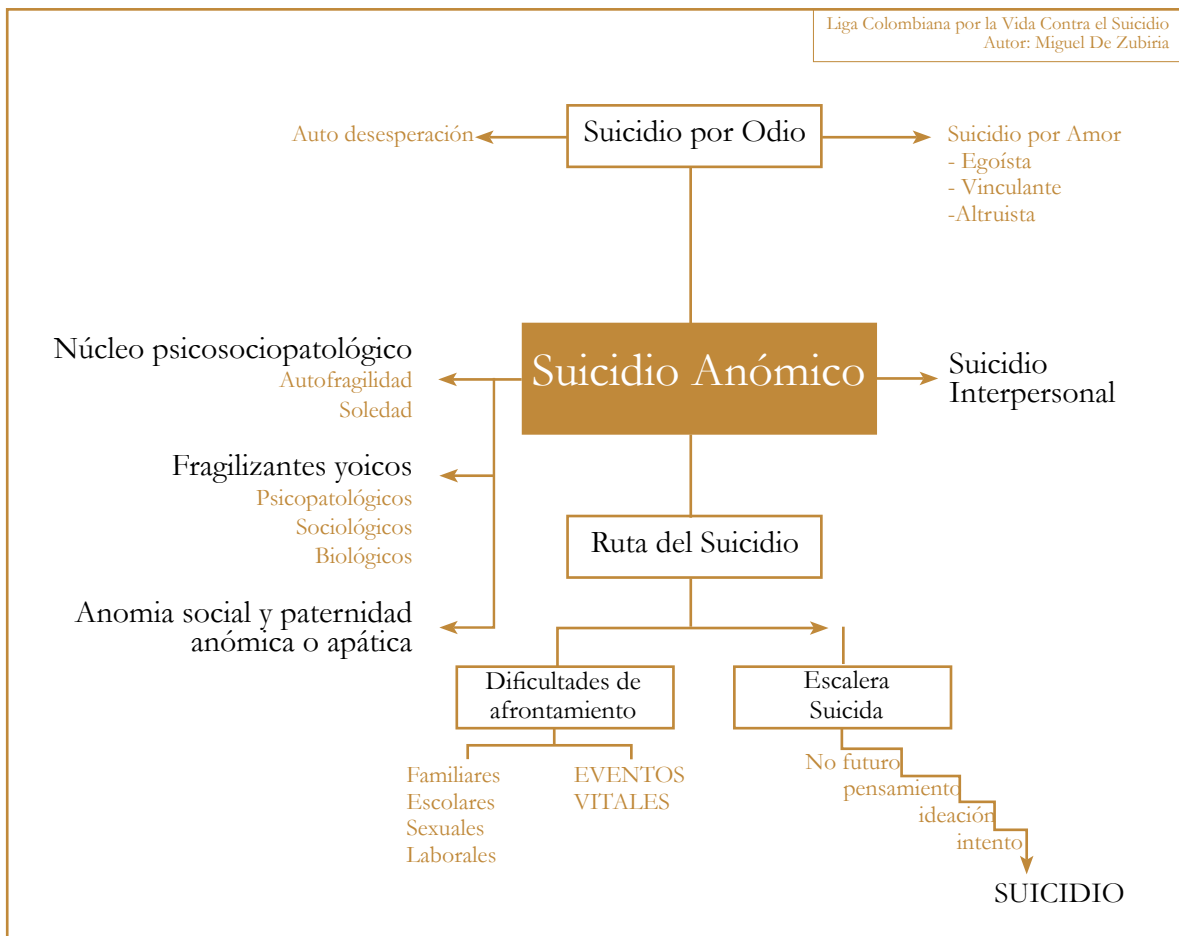 Liga Colombiana por la Vida Contra el Suicidio
Autor: Miguel De Zubiria
Auto desesperación
Suicidio por Odio
Suicidio por Amor
- Egoísta
- Vinculante
-Altruista
Núcleo psicosociopatológico
Autofragilidad
Soledad
Suicidio Anómico
Suicidio
Interpersonal
Fragilizantes yoicos
Psicopatológicos
Sociológicos
Biológicos
Ruta del Suicidio
Anomia social y paternidad
anómica o apática
Dificultades de
afrontamiento
Escalera
Suicida
Familiares
Escolares
Sexuales
Laborales
EVENTOS
VITALES
No futuro
pensamiento
ideación
intento
SUICIDIO